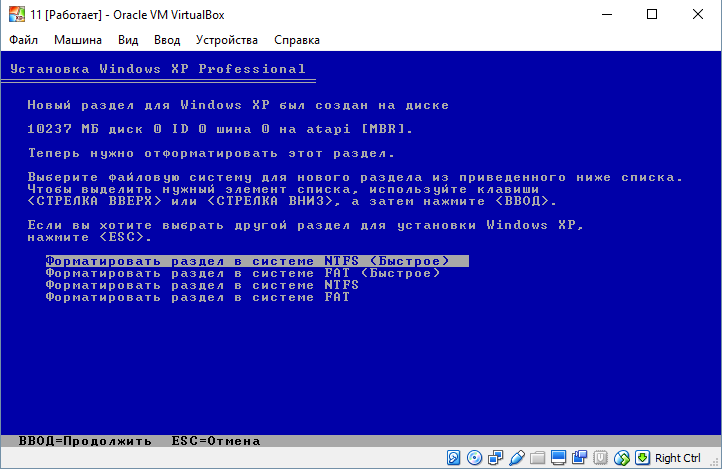 11 [Работает] - Oracle VM VirtualBox
Файл Машина Вид Ввод Устройства Справка
Установка Windows XP Professional
Новый раздел для Windows XP был создан на диске
10237 МБ диск 0 ID 0 шина 0 на atapi [MBR].
Теперь нужно отформатировать этот раздел.
Выберите файловую систему для нового раздела из приведенного ниже списка.
Чтобы выделить нужный элемент списка, используйте клавиши
<СТРЕЛКА ВВЕРХ> или <СТРЕЛКА ВНИЗ>, а затем нажмите <ВВОД>.
Если вы хотите выбрать другой раздел для установки Windows XP,
нажмите <ESC>.
Форматировать раздел в системе NTFS (Быстрое)
Форматировать раздел в системе FAT (Быстрое)
Форматировать раздел в системе NTFS
Форматировать раздел в системе FAT
ВВОД=Продолжить ESC=Отмена
Right Ctrl